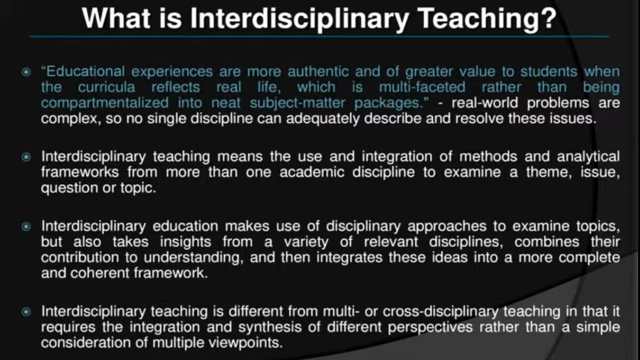 What is Interdisciplinary Teaching?
"Educational experiences are more authentic and of greater value to students when
the curricula reflects real life, which is multi-faceted rather than being
compartmentalized into neat subject-matter packages." - real-world problems are
complex, so no single discipline can adequately describe and resolve these issues.
Interdisciplinary teaching means the use and integration of methods and analytical
frameworks from more than one academic discipline to examine a theme, issue,
question or topic.
Interdisciplinary education makes use of disciplinary approaches to examine topics,
but also takes insights from a variety of relevant disciplines, combines their
contribution to understanding, and then integrates these ideas into a more complete
and coherent framework.
Interdisciplinary teaching is different from multi- or cross-disciplinary teaching in that it
requires the integration and synthesis of different perspectives rather than a simple
consideration of multiple viewpoints.